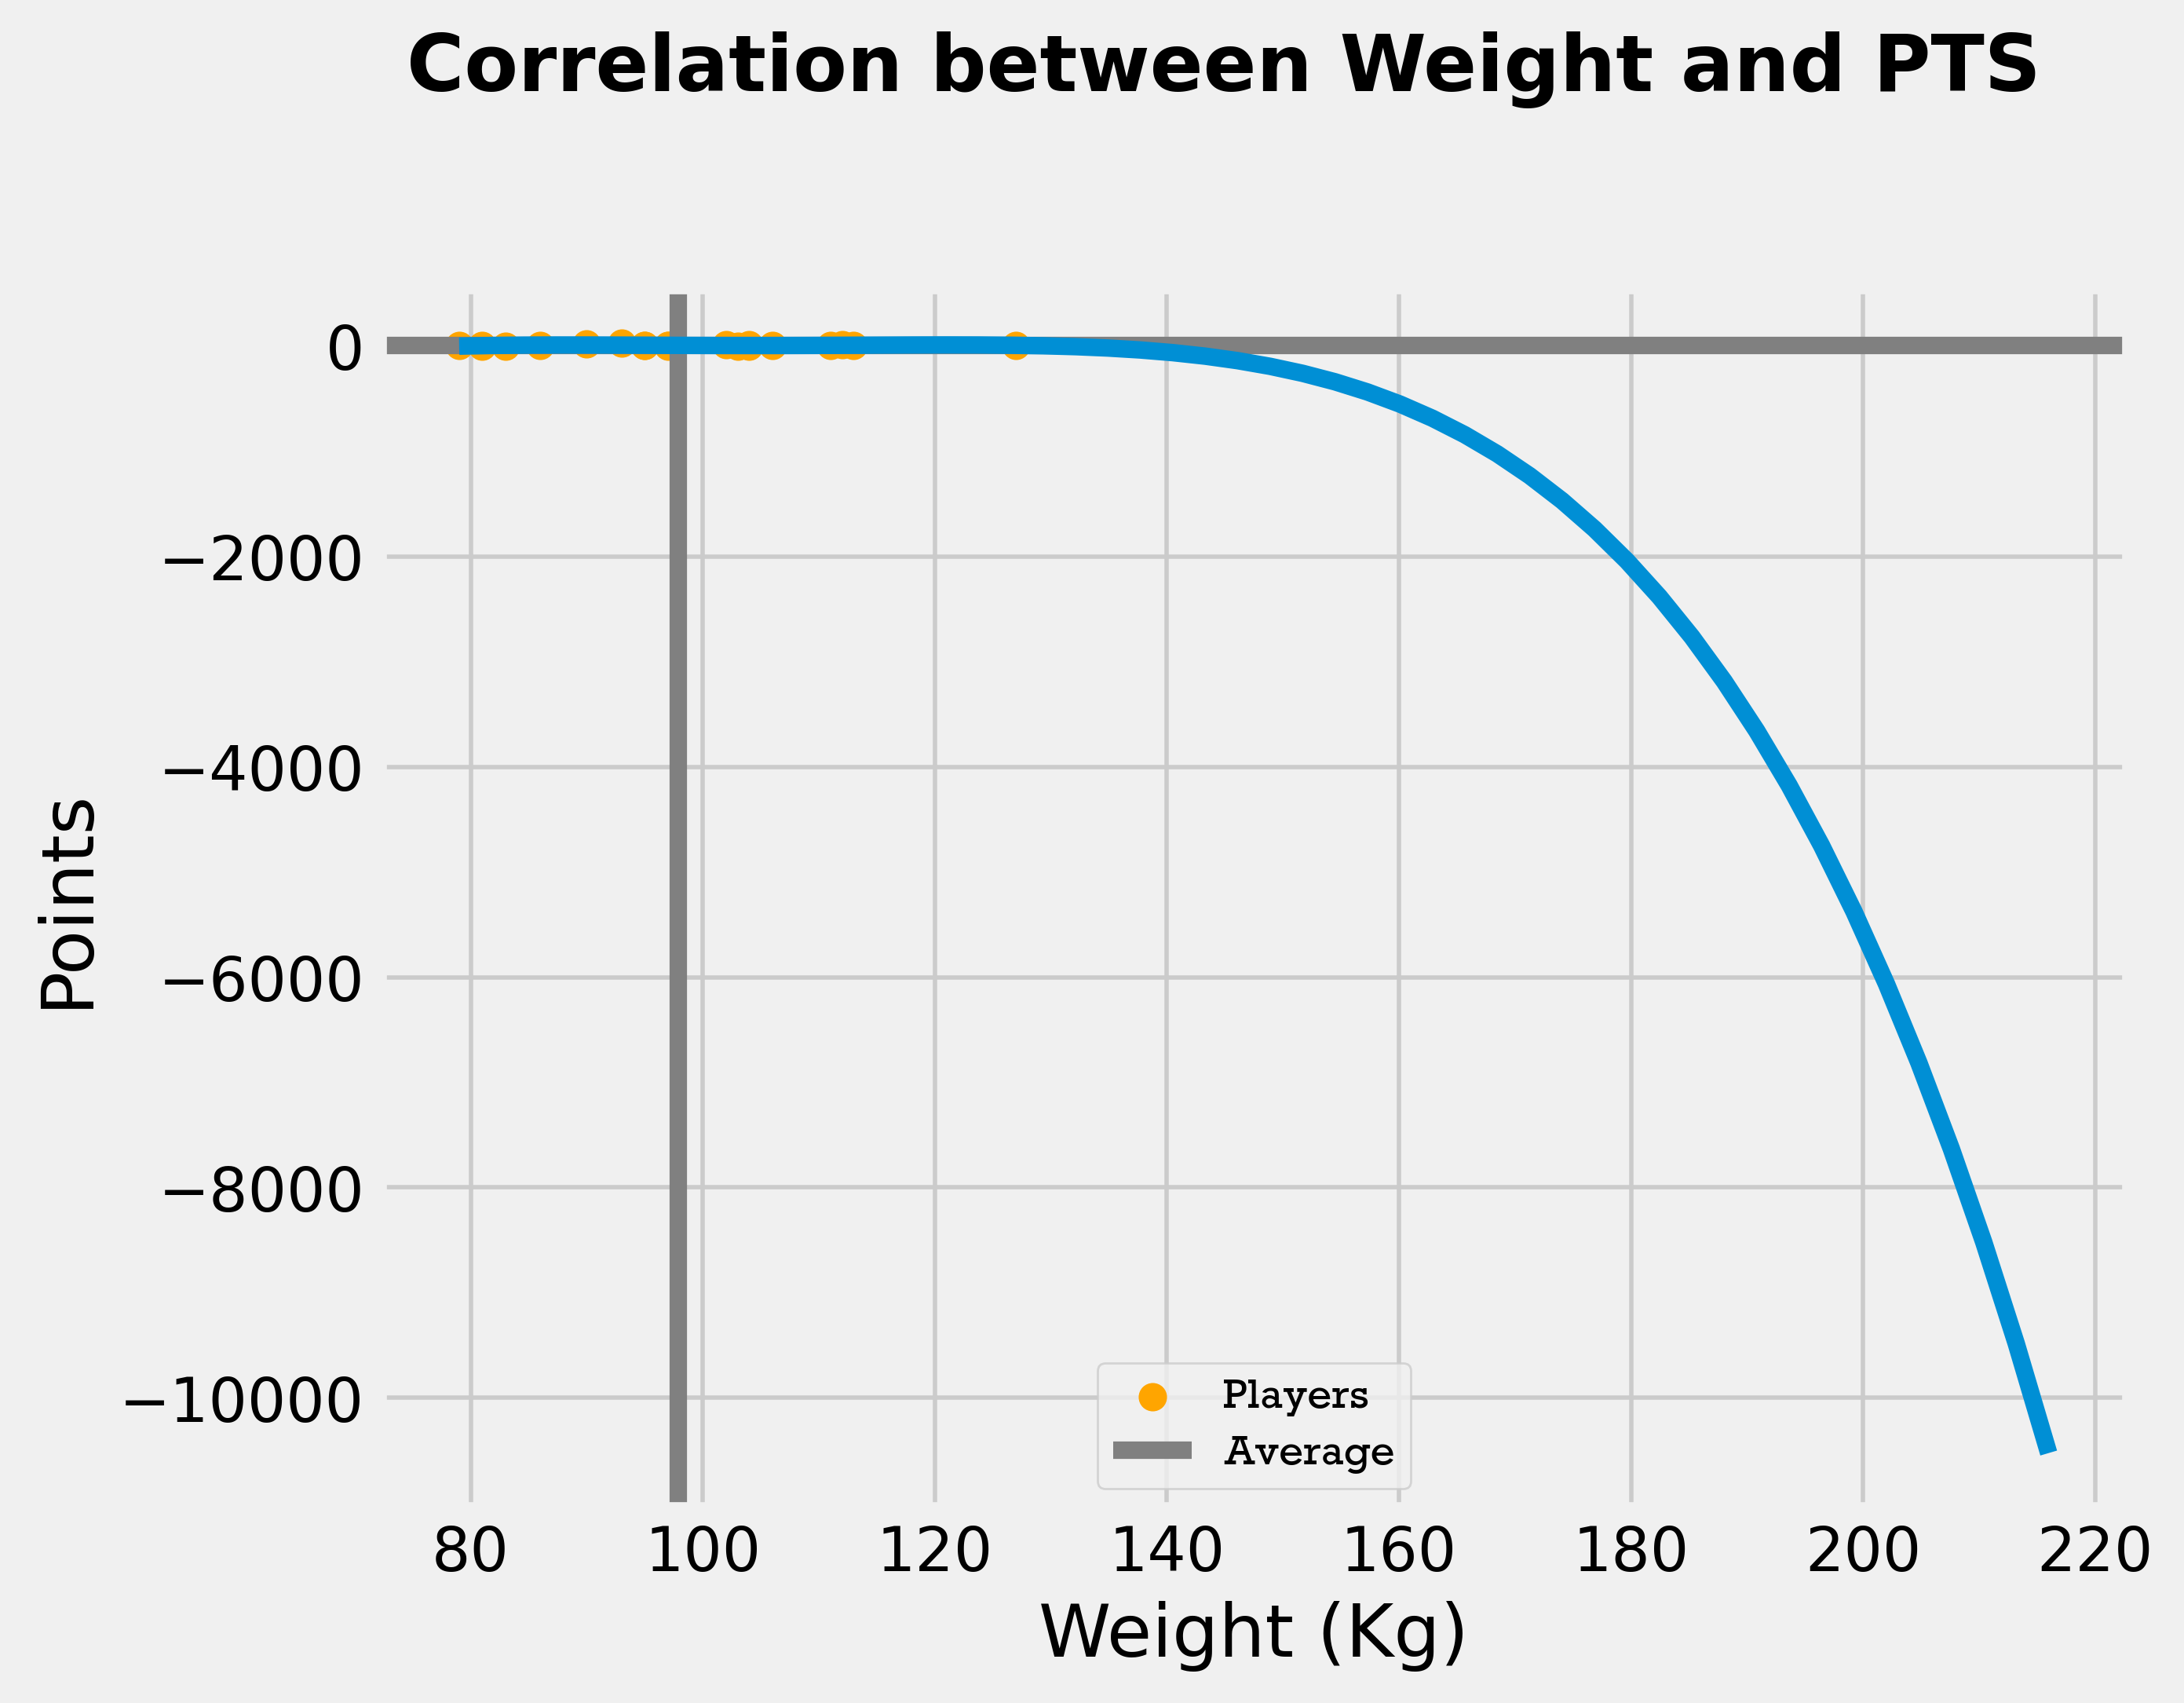 Correlation between Weight and PTS
0
−2000
−4000
−6000
−8000
−10000
Points
Players
Average
80 100 120 140 160 180 200 220
Weight (Kg)